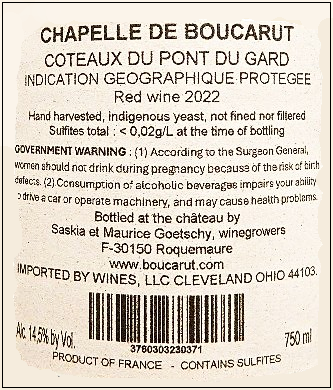 CHAPELLE DE BOUCARUT
COTEAUX DU PONT DU GARD
INDICATION GEOGRAPHIQUE PROTEGEE
Red wine 2022
Hand harvested, indigenous yeast, not fined nor filtered
Sulfites total : < 0,02g/L at the time of bottling
GOVERNMENT WARNING : (1) According to the Surgeon General,
women should not drink during pregnancy because of the risk of birth
defects. (2) Consumption of alcoholic beverages impairs your ability
to drive a car or operate machinery, and may cause health problems.
Bottled at the château by
Saskia et Maurice Goetschy, winegrowers
F-30150 Roquemaure
www.boucarut.com
IMPORTED BY WINES, LLC CLEVELAND OHIO 44103.
Alc. 14,5% by Vol.
3760303230371
750 ml
PRODUCT OF FRANCE - CONTAINS SULFITES